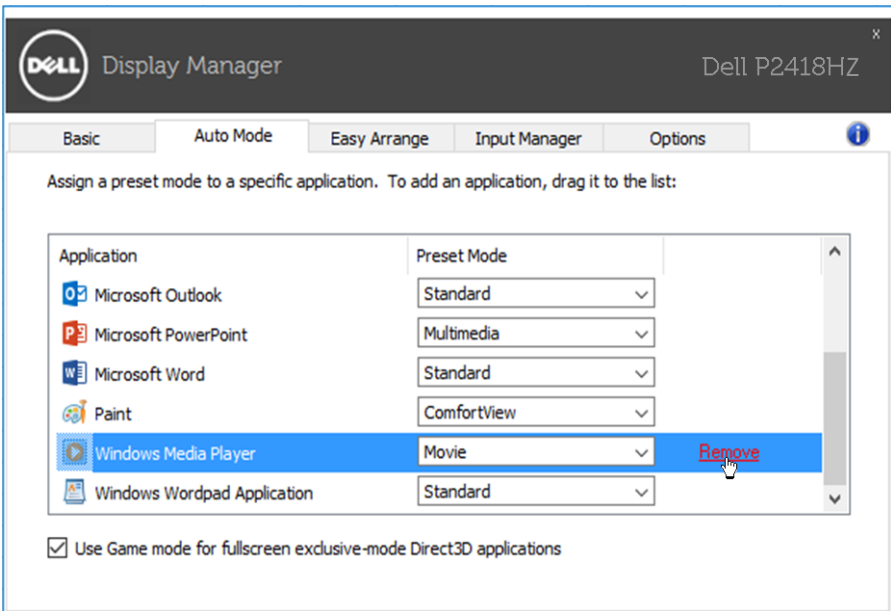 DELL Display Manager
x
Dell P2418HZ
Basic Auto Mode Easy Arrange Input Manager Options
Assign a preset mode to a specific application. To add an application, drag it to the list:
Application Preset Mode
Microsoft Outlook Standard
Microsoft PowerPoint Multimedia
Microsoft Word Standard
Paint ComfortView
Windows Media Player Movie Remove
Windows Wordpad Application Standard
Use Game mode for fullscreen exclusive-mode Direct3D applications